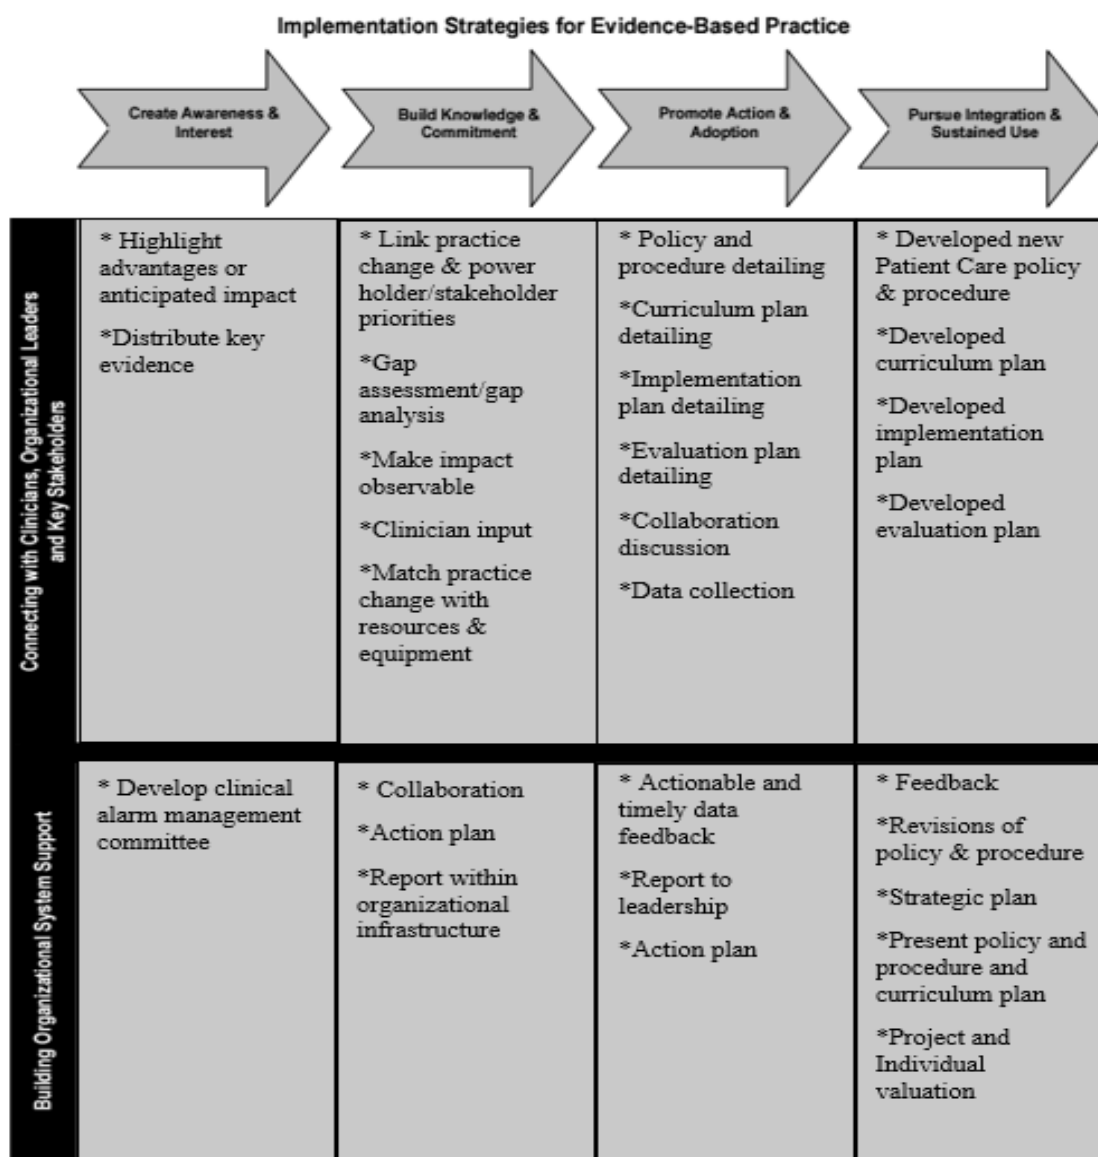 Implementation Strategies for Evidence-Based Practice
Create Awareness &
Interest
Build Knowledge &
Commitment
Promote Action &
Adoption
Pursue Integration &
Sustained Use
Connecting with Clinicians, Organizational Leaders
and Key Stakeholders
* Highlight
advantages or
anticipated impact
*Distribute key
evidence
* Link practice
change & power
holder/stakeholder
priorities
*Gap
assessment/gap
analysis
*Make impact
observable
*Clinician input
*Match practice
change with
resources &
equipment
* Policy and
procedure detailing
*Curriculum plan
detailing
*Implementation
plan detailing
*Evaluation plan
detailing
*Collaboration
discussion
*Data collection
* Developed new
Patient Care policy
& procedure
*Developed
curriculum plan
*Developed
implementation
plan
*Developed
evaluation plan
Building Organizational System Support
* Develop clinical
alarm management
committee
* Collaboration
*Action plan
*Report within
organizational
infrastructure
* Actionable and
timely data
feedback
*Report to
leadership
*Action plan
* Feedback
*Revisions of
policy & procedure
*Strategic plan
*Present policy and
procedure and
curriculum plan
*Project and
Individual
valuation